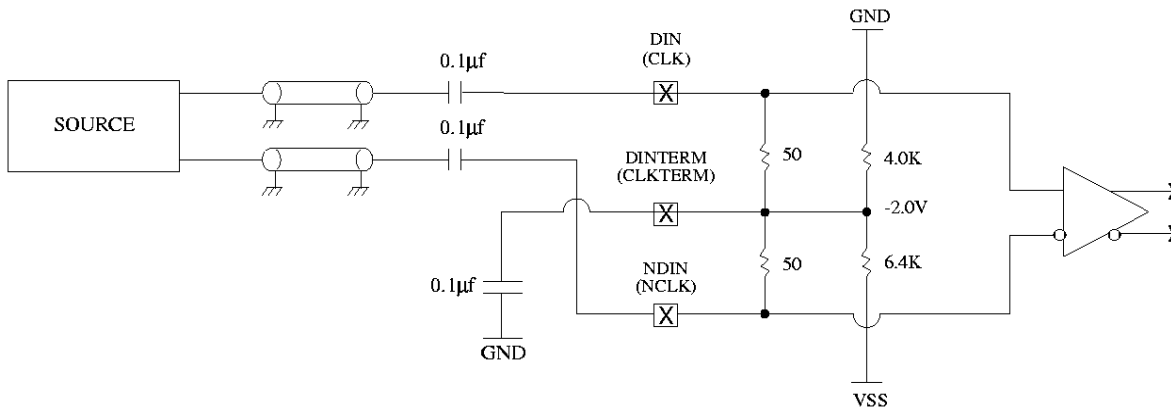 GND
DIN
(CLK)
0.1µf
SOURCE
0.1µf
50
4.0K
DINTERM
(CLKTERM)
-2.0V
50
6.4K
NDIN
(NCLK)
0.1µf
GND
VSS
X
X
X